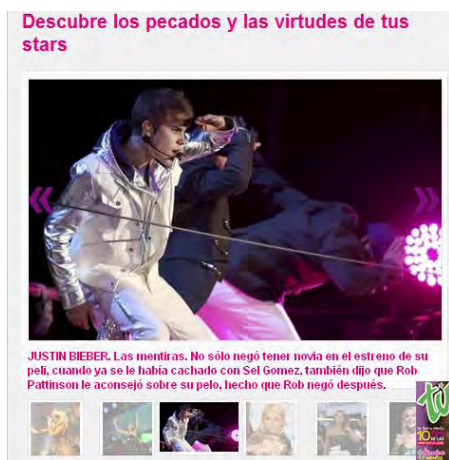 Descubre los pecados y las virtudes de tus
stars
JUSTIN BIEBER. Las mentiras. No sólo negó tener novia en el estreno de su
peli, cuando ya se le había cachado con Sel Gomez, también dijo que Rob
Pattinson le aconsejó sobre su pelo, hecho que Rob negó después.
tú
10